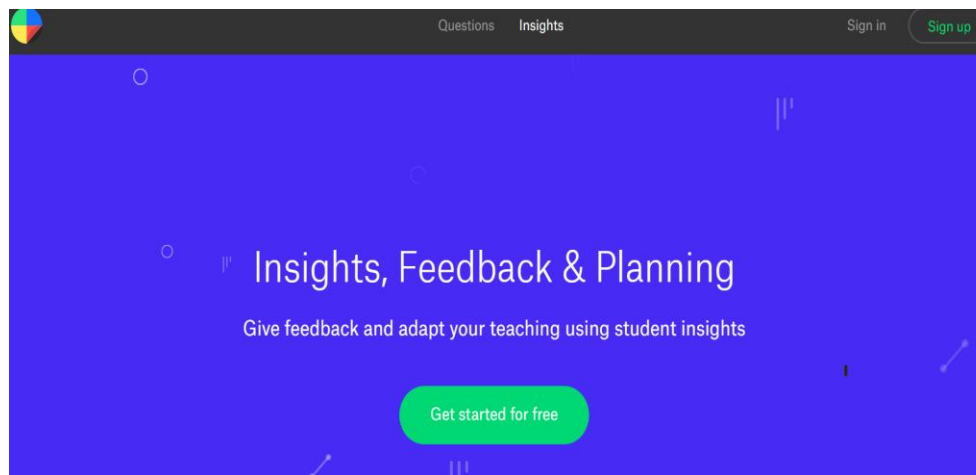 Questions Insights Sign in Sign up
Insights, Feedback & Planning
Give feedback and adapt your teaching using student insights
Get started for free